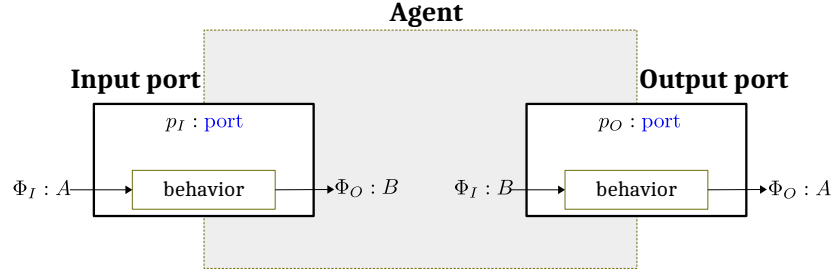 Agent
Input port
Output port
p_I : port
p_O : port
Φ_I : A
behavior
Φ_O : B
Φ_I : B
behavior
Φ_O : A